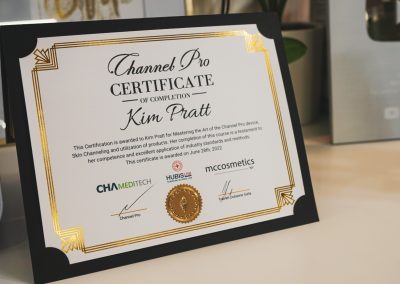 Channel Pro
CERTIFICATE
OF COMPLETION
Kim Pratt
This Certification is awarded to Kim Pratt for Mastering the Art of the Channel Pro device,
Skin Channeling and utilization of products. Her completion of this course is a testament to
her competence and excellent application of industry standards and methods.
This certificate is awarded on June 28th, 2022
CHAMEDITECH
HUBIS
mccosmetics
Channel Pro